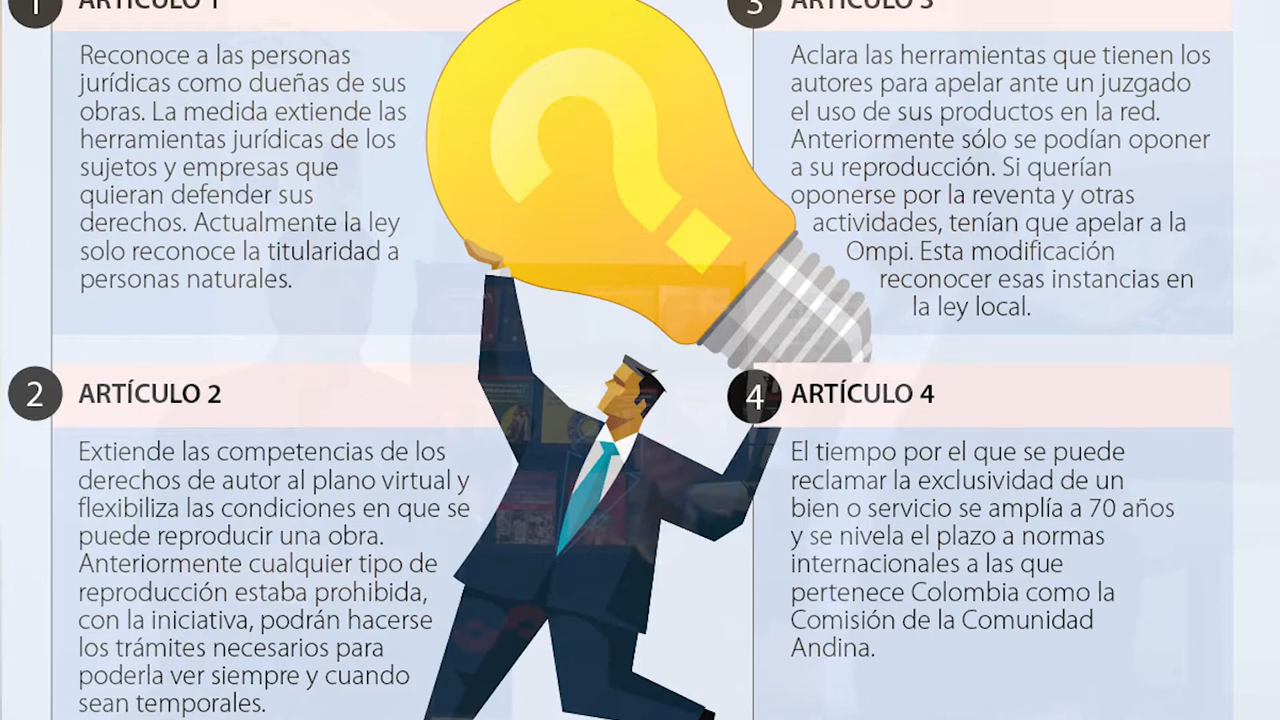 1 ARTÍCULO 1
Reconoce a las personas
jurídicas como dueñas de sus
obras. La medida extiende las
herramientas jurídicas de los
sujetos y empresas que
quieran defender sus
derechos. Actualmente la ley
solo reconoce la titularidad a
personas naturales.
2 ARTÍCULO 2
Extiende las competencias de los
derechos de autor al plano virtual y
flexibiliza las condiciones en que se
puede reproducir una obra.
Anteriormente cualquier tipo de
reproducción estaba prohibida,
con la iniciativa, podrán hacerse
los trámites necesarios para
poderla ver siempre y cuando
sean temporales.
3 ARTÍCULO 3
Aclara las herramientas que tienen los
autores para apelar ante un juzgado
el uso de sus productos en la red.
Anteriormente sólo se podían oponer
a su reproducción. Si querían
oponerse por la reventa y otras
actividades, tenían que apelar a la
Ompi. Esta modificación
reconocer esas instancias en
la ley local.
4 ARTÍCULO 4
El tiempo por el que se puede
reclamar la exclusividad de un
bien o servicio se amplía a 70 años
y se nivela el plazo a normas
internacionales a las que
pertenece Colombia como la
Comisión de la Comunidad
Andina.